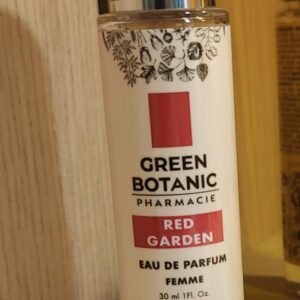 GREEN
BOTANIC
PHARMACIE
RED
GARDEN
EAU DE PARFUM
FEMME
30 ml 1Fl. Oz.